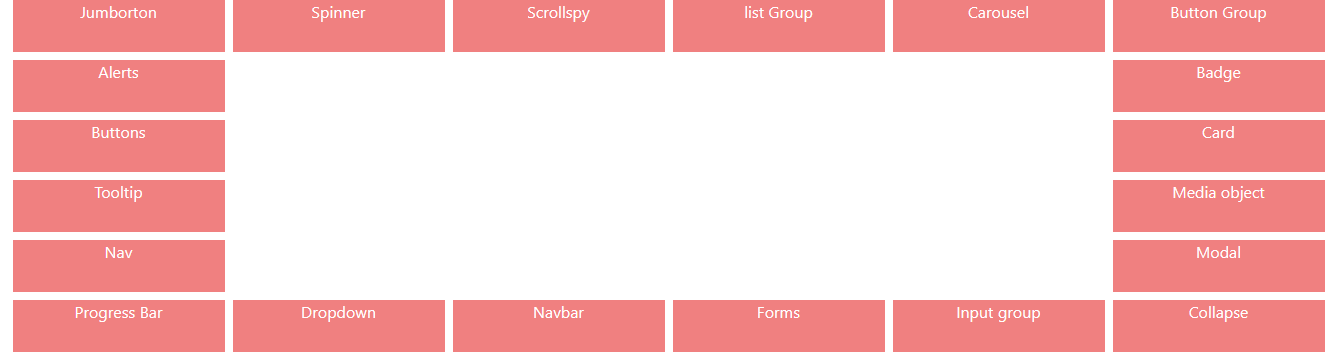 Jumborton Spinner Scrollspy list Group Carousel Button Group
Alerts Badge
Buttons Card
Tooltip Media object
Nav Modal
Progress Bar Dropdown Navbar Forms Input group Collapse